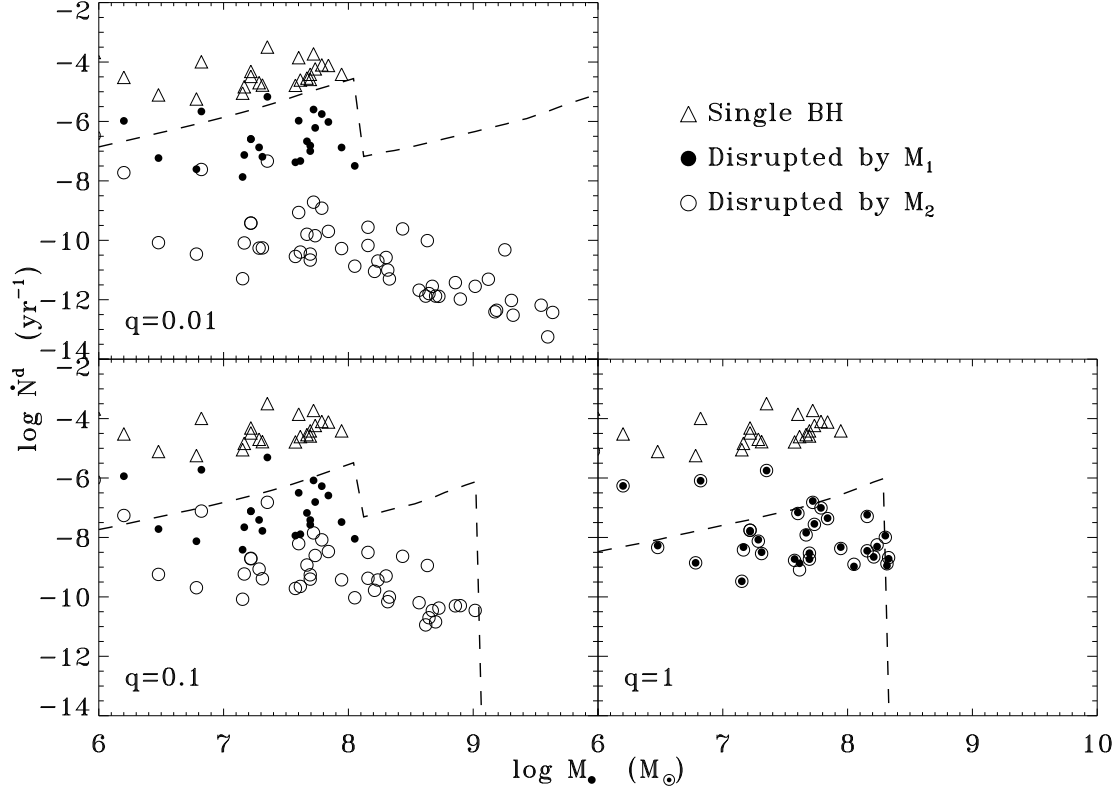 −2
−4
−6
−8
−10
−12
−14
q=0.01
△ Single BH
● Disrupted by M₁
○ Disrupted by M₂
log Ṅᵈ (yr⁻¹)
−2
−4
−6
−8
−10
−12
−14
q=0.1
q=1
6 7 8 9 6 7 8 9 10
log M● (M⊙)